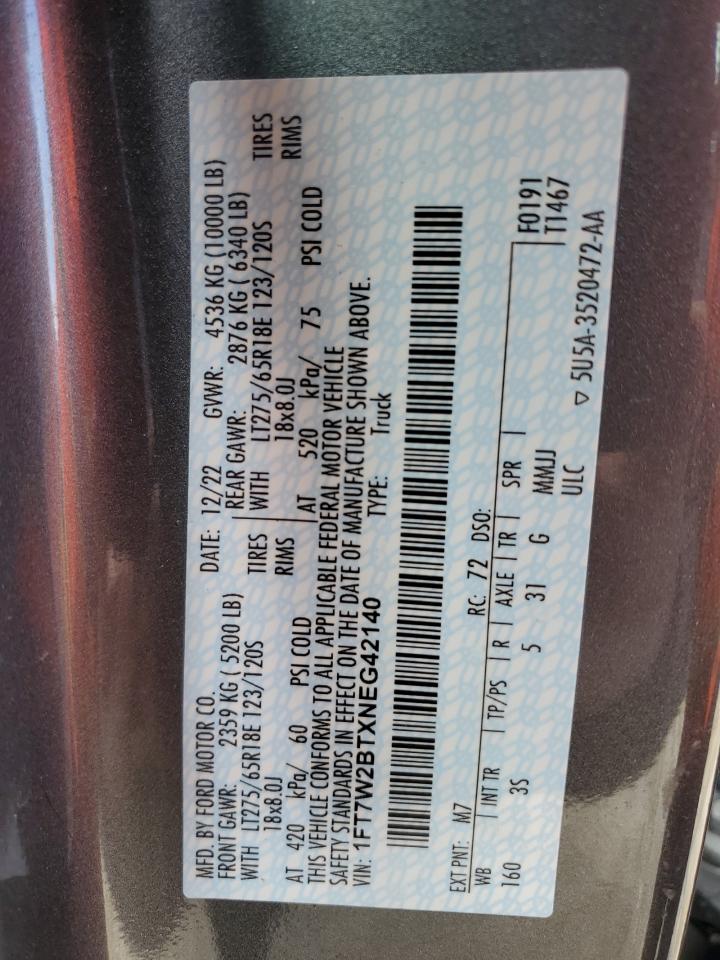 MFD. BY FORD MOTOR CO.
DATE: 12/22 GVWR: 4536 KG (10000 LB)
FRONT GAWR: 2359 KG ( 5200 LB) REAR GAWR: 2876 KG ( 6340 LB)
WITH LT275/65R18E 123/120S TIRES WITH LT275/65R18E 123/120S TIRES
18x8.0J RIMS 18x8.0J RIMS
AT 420 kPa/ 60 PSI COLD AT 520 kPa/ 75 PSI COLD
THIS VEHICLE CONFORMS TO ALL APPLICABLE FEDERAL MOTOR VEHICLE
SAFETY STANDARDS IN EFFECT ON THE DATE OF MANUFACTURE SHOWN ABOVE.
VIN: 1FT7W2BTXNEG42140 TYPE: Truck
EXT PNT: M7 RC: 72 DSO:
WB INT TR TP/PS R AXLE TR SPR F0191
160 3S 5 31 G MMJJ T1467
ULC
▽ 5U5A-3520472-AA